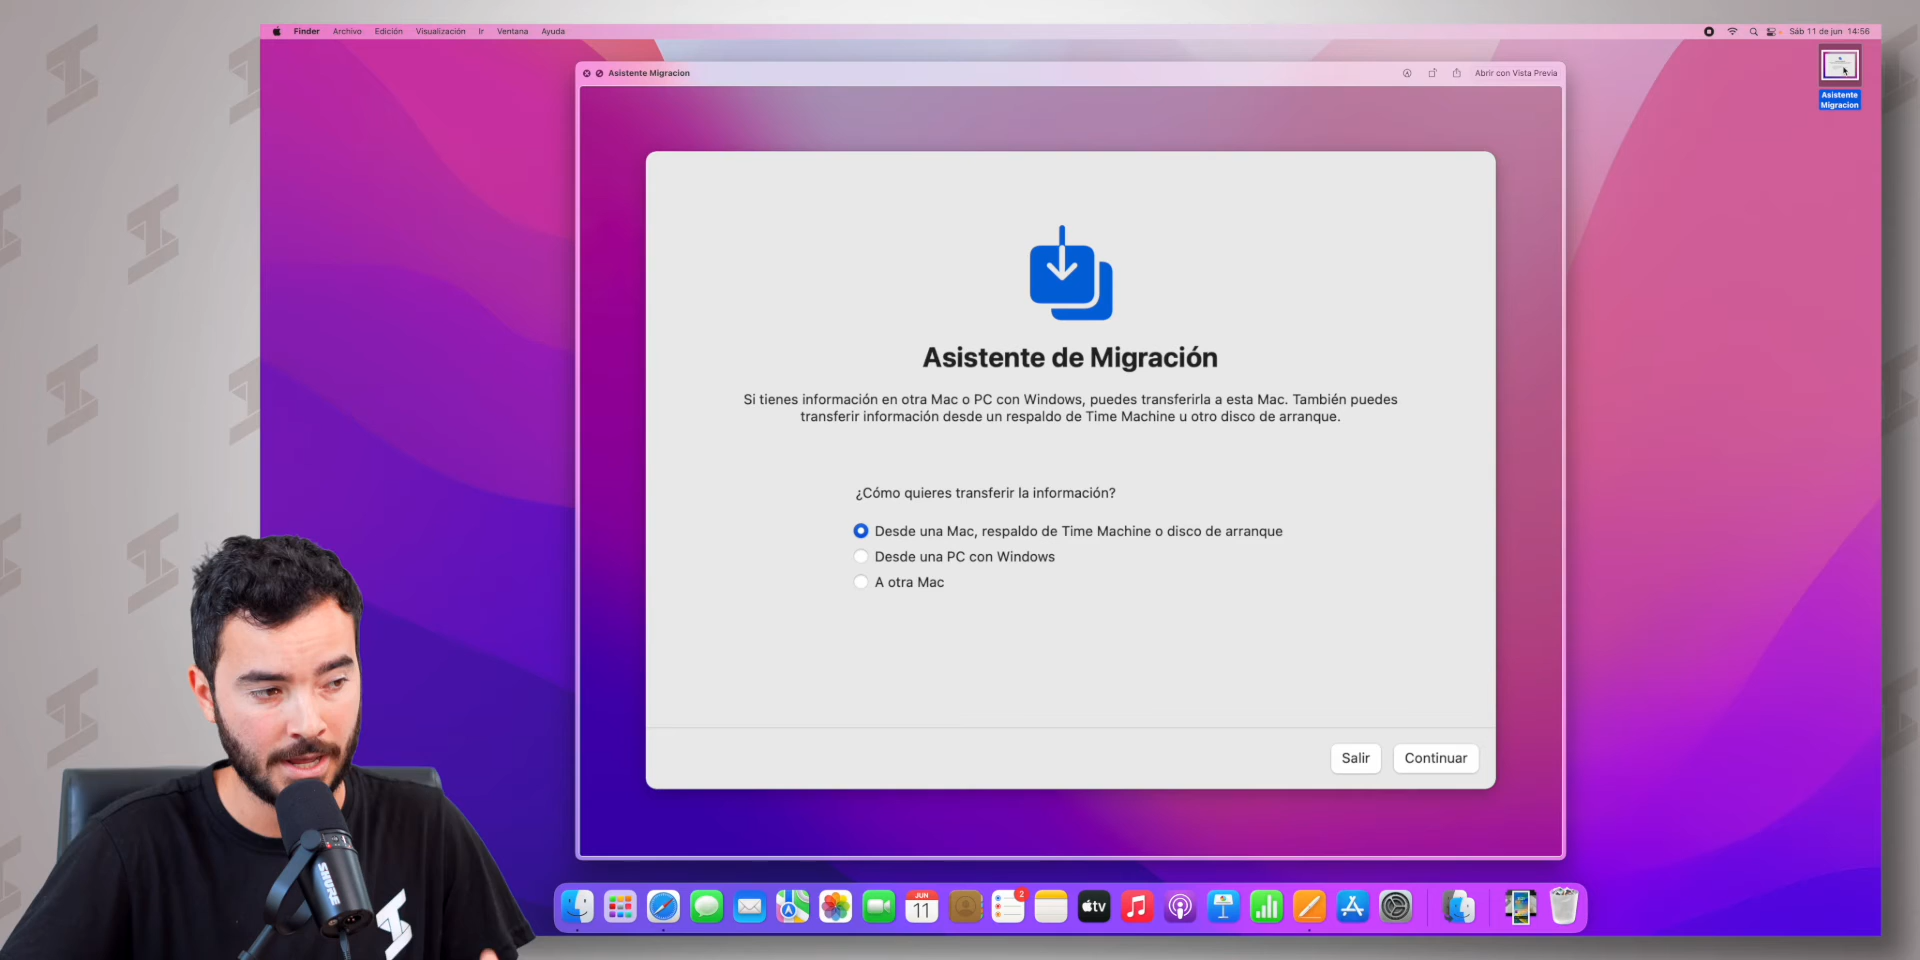 Finder Archivo Edición Visualización Ir Ventana Ayuda
Sáb 11 de jun 14:56
Asistente Migracion
Abrir con Vista Previa
Asistente
Migracion
Asistente de Migración
Si tienes información en otra Mac o PC con Windows, puedes transferirla a esta Mac. También puedes
transferir información desde un respaldo de Time Machine u otro disco de arranque.
¿Cómo quieres transferir la información?
Desde una Mac, respaldo de Time Machine o disco de arranque
Desde una PC con Windows
A otra Mac
Salir
Continuar
SHURE
JUN
11
2
tv